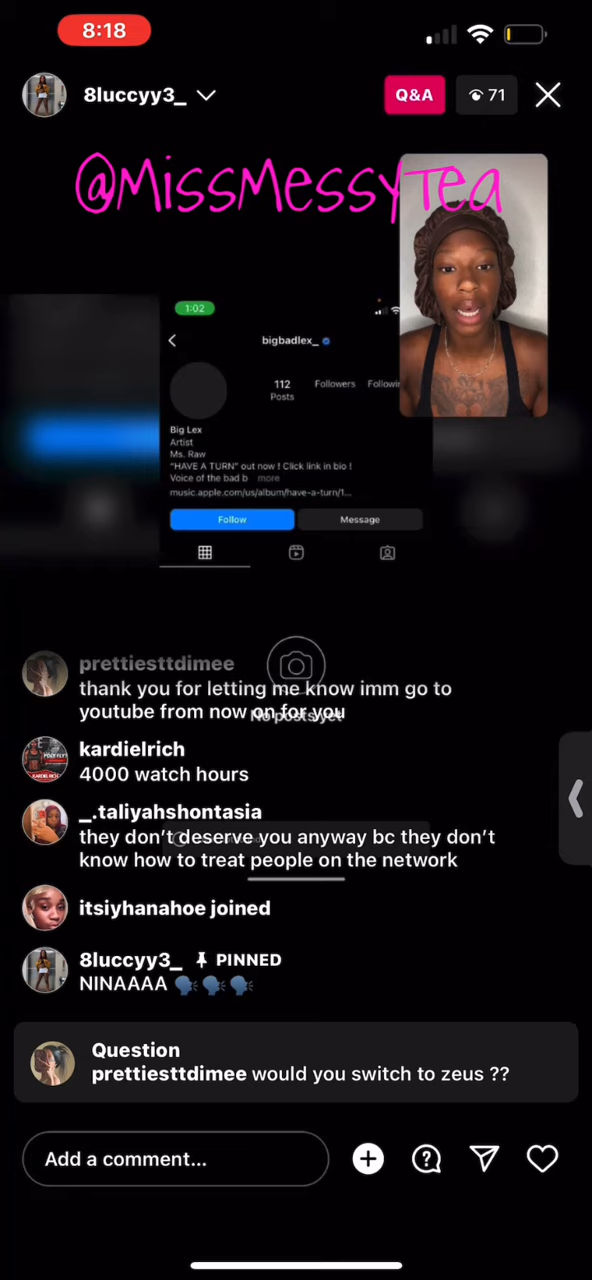 8:18
8luccyy3_
Q&A
71
@MissMessyTea
1:02
bigbadlex_
112
Posts
Followers
Followin
Big Lex
Artist
Ms. Raw
"HAVE A TURN" out now ! Click link in bio !
Voice of the bad b more
music.apple.com/us/album/have-a-turn/1...
Follow
Message
prettiesttdimee
thank you for letting me know imm go to
youtube from now on for you
No posts yet
kardielrich
4000 watch hours
_.taliyahshontasia
they don't deserve you anyway bc they don't
know how to treat people on the network
itsiyhanahoe joined
8luccyy3_ PINNED
NINAAAA 🗣️🗣️🗣️
Question
prettiesttdimee would you switch to zeus ??
Add a comment...